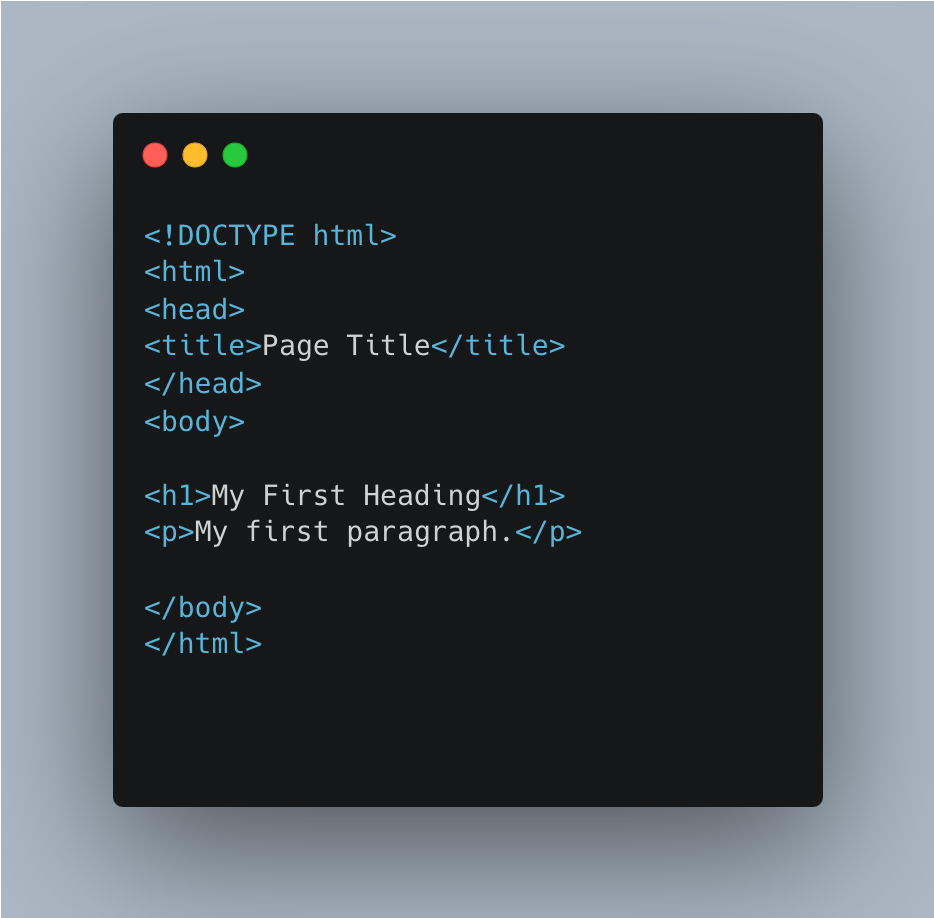 <!DOCTYPE html>
<html>
<head>
<title>Page Title</title>
</head>
<body>
<h1>My First Heading</h1>
<p>My first paragraph.</p>
</body>
</html>